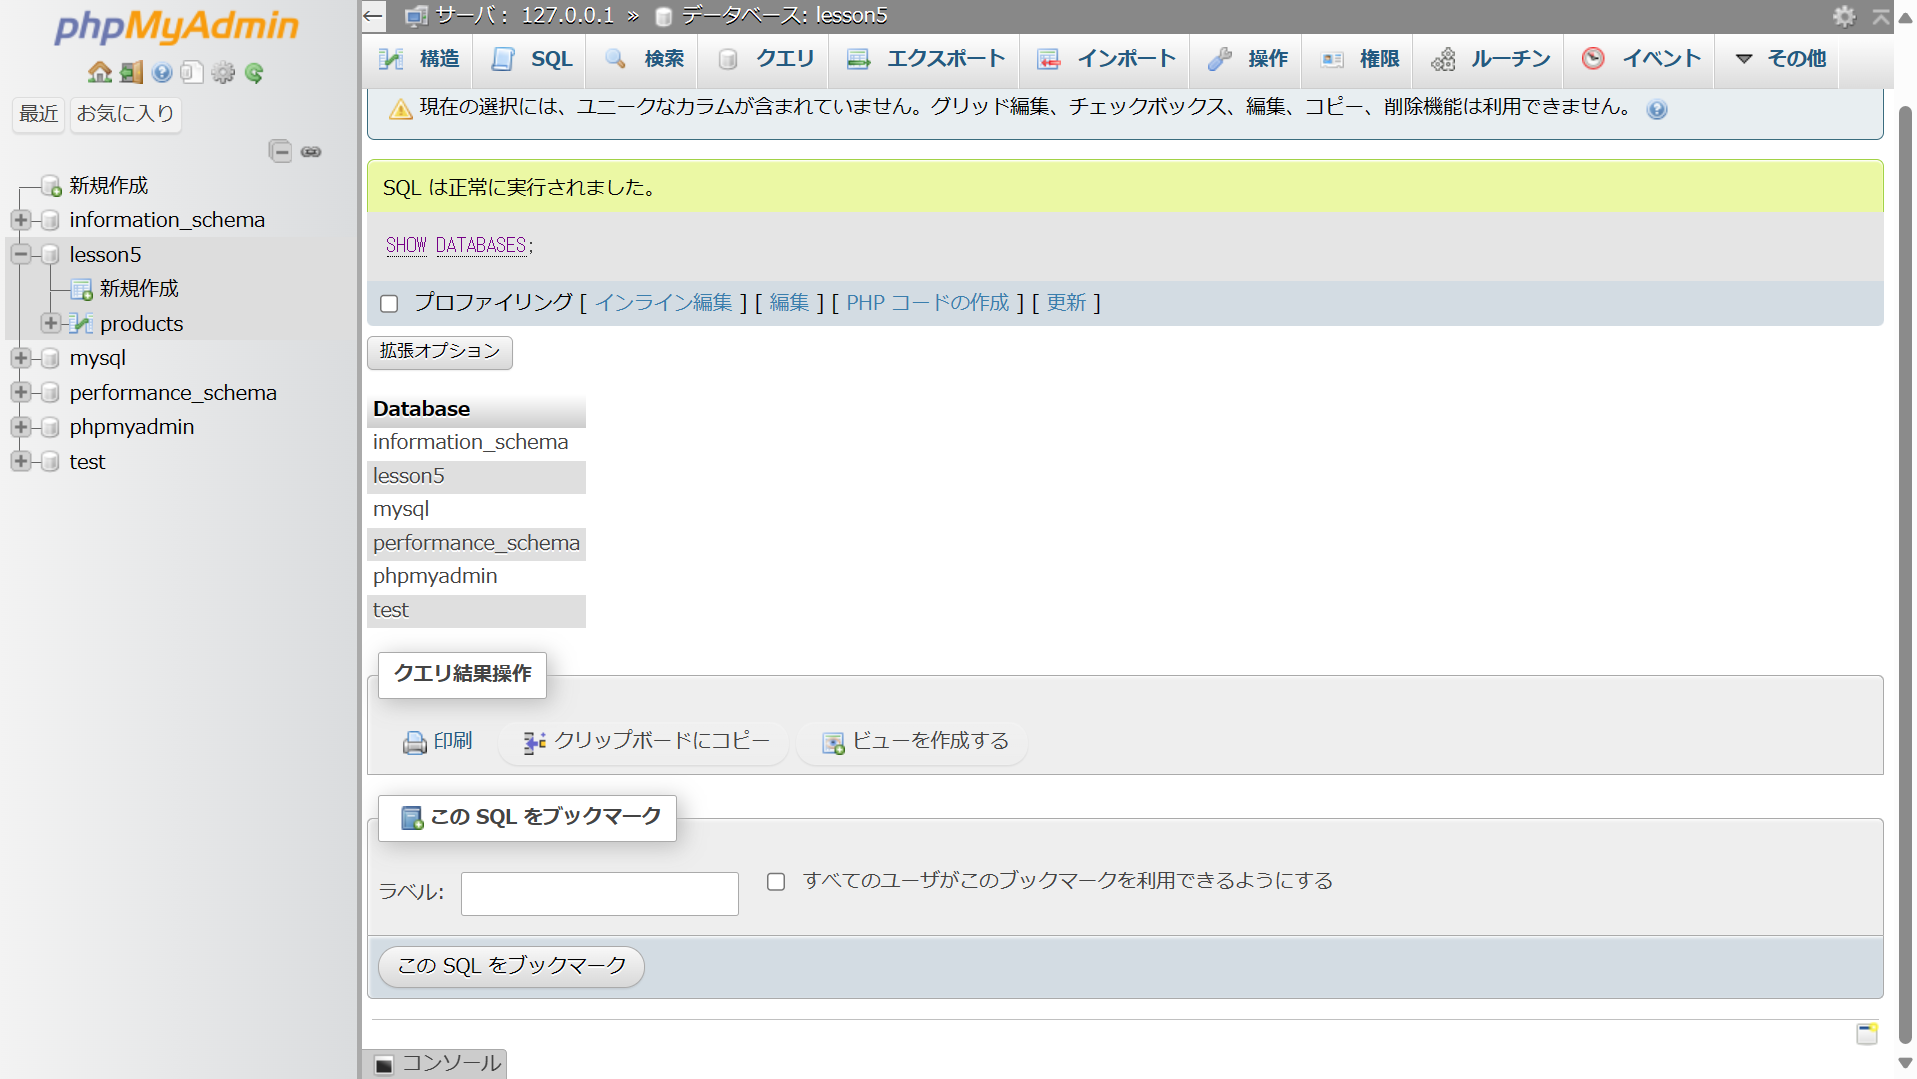 phpMyAdmin
最近 お気に入り
新規作成
information_schema
lesson5
新規作成
products
mysql
performance_schema
phpmyadmin
test
サーバ: 127.0.0.1 » データベース: lesson5
構造 SQL 検索 クエリ エクスポート インポート 操作 権限 ルーチン イベント その他
現在の選択には、ユニークなカラムが含まれていません。グリッド編集、チェックボックス、編集、コピー、削除機能は利用できません。
SQL は正常に実行されました。
SHOW DATABASES;
プロファイリング [ インライン編集 ] [ 編集 ] [ PHP コードの作成 ] [ 更新 ]
拡張オプション
Database
information_schema
lesson5
mysql
performance_schema
phpmyadmin
test
クエリ結果操作
印刷 クリップボードにコピー ビューを作成する
この SQL をブックマーク
ラベル: すべてのユーザがこのブックマークを利用できるようにする
この SQL をブックマーク
コンソール